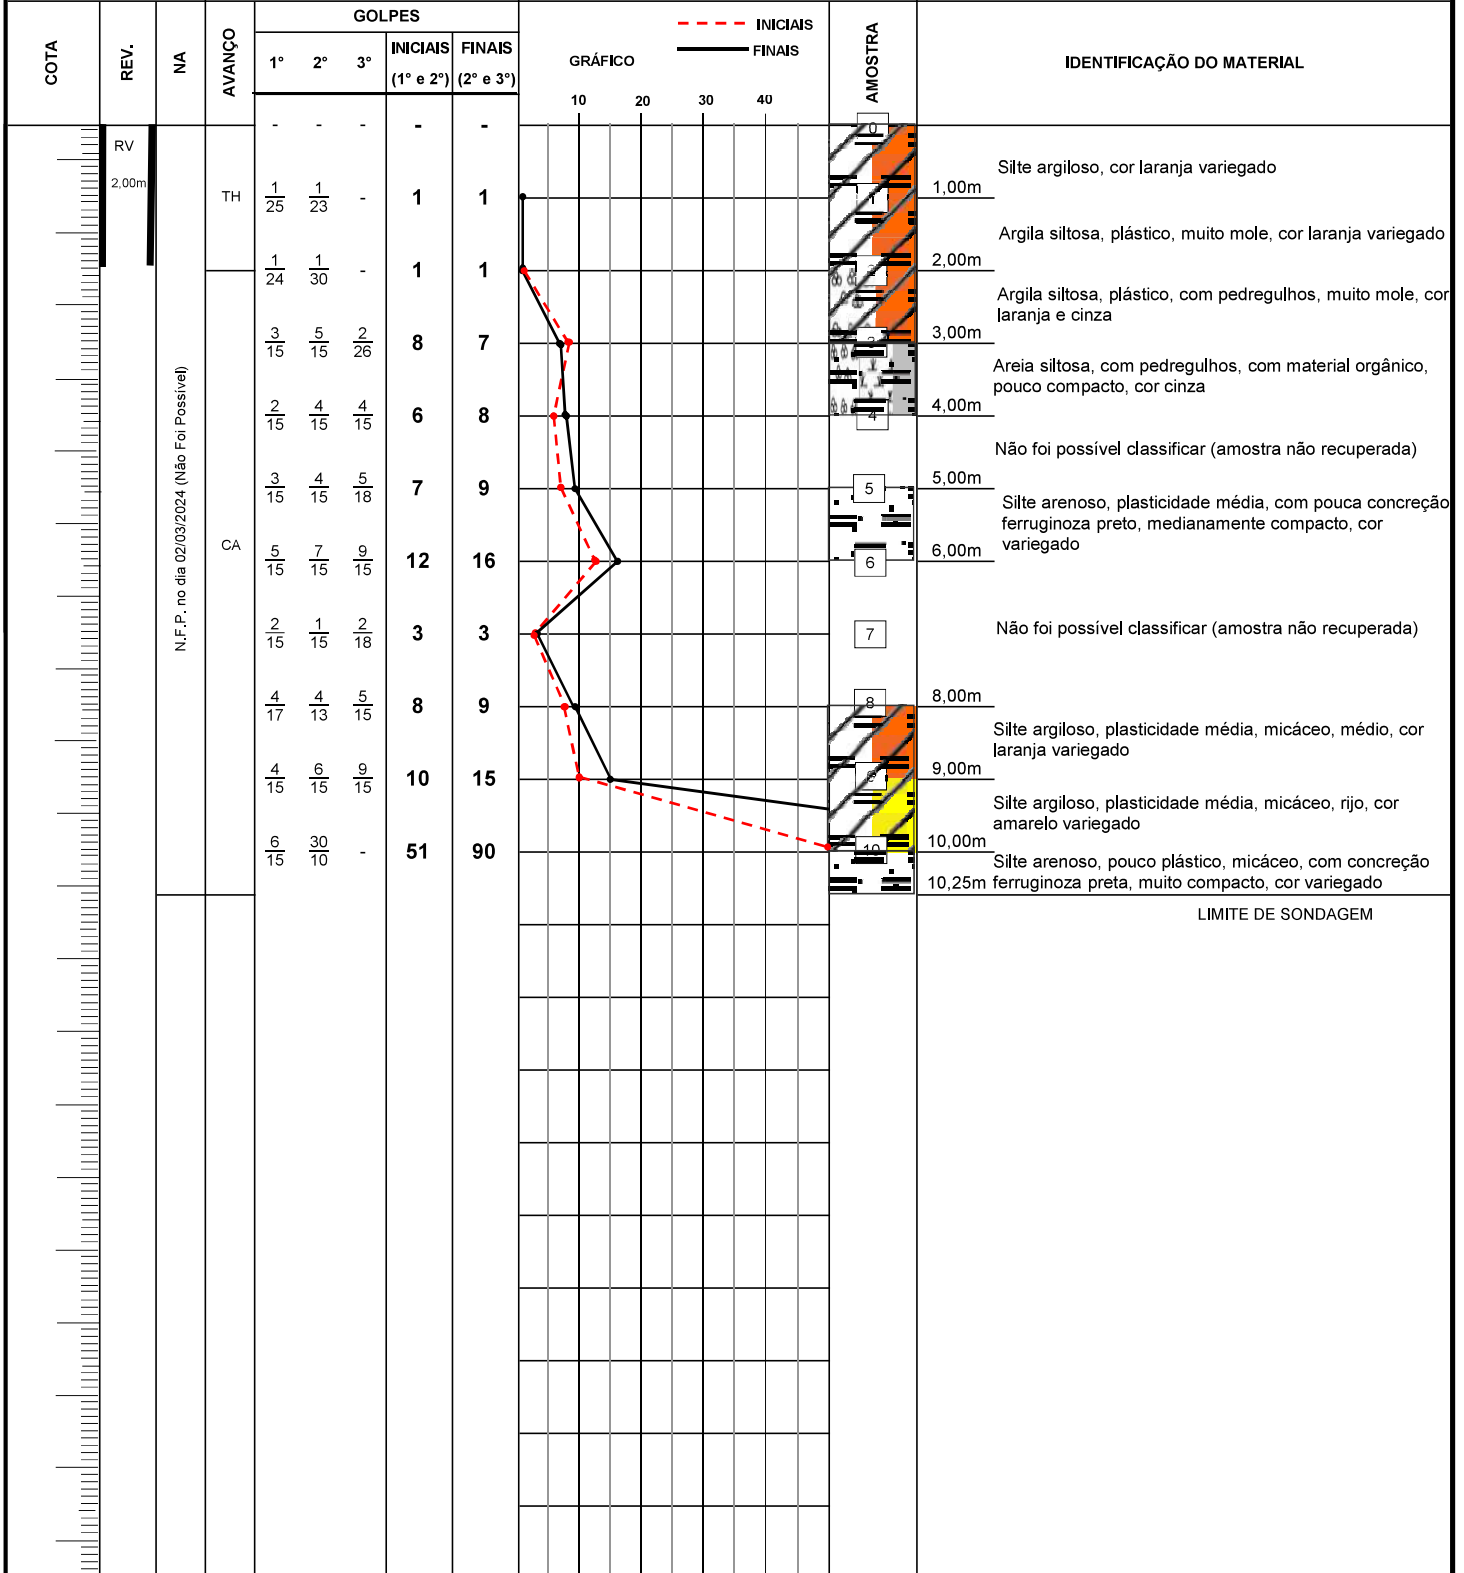 COTA
REV.
NA
AVANÇO
GOLPES
1° 2° 3°
INICIAIS
(1° e 2°)
FINAIS
(2° e 3°)
GRÁFICO
INICIAIS
FINAIS
10 20 30 40
AMOSTRA
IDENTIFICAÇÃO DO MATERIAL
- - - - -
0
RV
2,00m
Silte argiloso, cor laranja variegado
1,00m
TH
1/25 1/23 - 1 1
1
Argila siltosa, plástico, muito mole, cor laranja variegado
2,00m
1/24 1/30 - 1 1
2
Argila siltosa, plástico, com pedregulhos, muito mole, cor
laranja e cinza
3,00m
3/15 5/15 2/26 8 7
3
Areia siltosa, com pedregulhos, com material orgânico,
pouco compacto, cor cinza
4,00m
2/15 4/15 4/15 6 8
4
N.F.P. no dia 02/03/2024 (Não Foi Possível)
Não foi possível classificar (amostra não recuperada)
5,00m
3/15 4/15 5/18 7 9
5
Silte arenoso, plasticidade média, com pouca concreção
ferruginoza preto, medianamente compacto, cor
variegado
6,00m
CA
5/15 7/15 9/15 12 16
6
2/15 1/15 2/18 3 3
7
Não foi possível classificar (amostra não recuperada)
8,00m
4/17 4/13 5/15 8 9
8
Silte argiloso, plasticidade média, micáceo, médio, cor
laranja variegado
9,00m
4/15 6/15 9/15 10 15
9
Silte argiloso, plasticidade média, micáceo, rijo, cor
amarelo variegado
10,00m
6/15 30/10 - 51 90
10
Silte arenoso, pouco plástico, micáceo, com concreção
ferruginoza preta, muito compacto, cor variegado
10,25m
LIMITE DE SONDAGEM